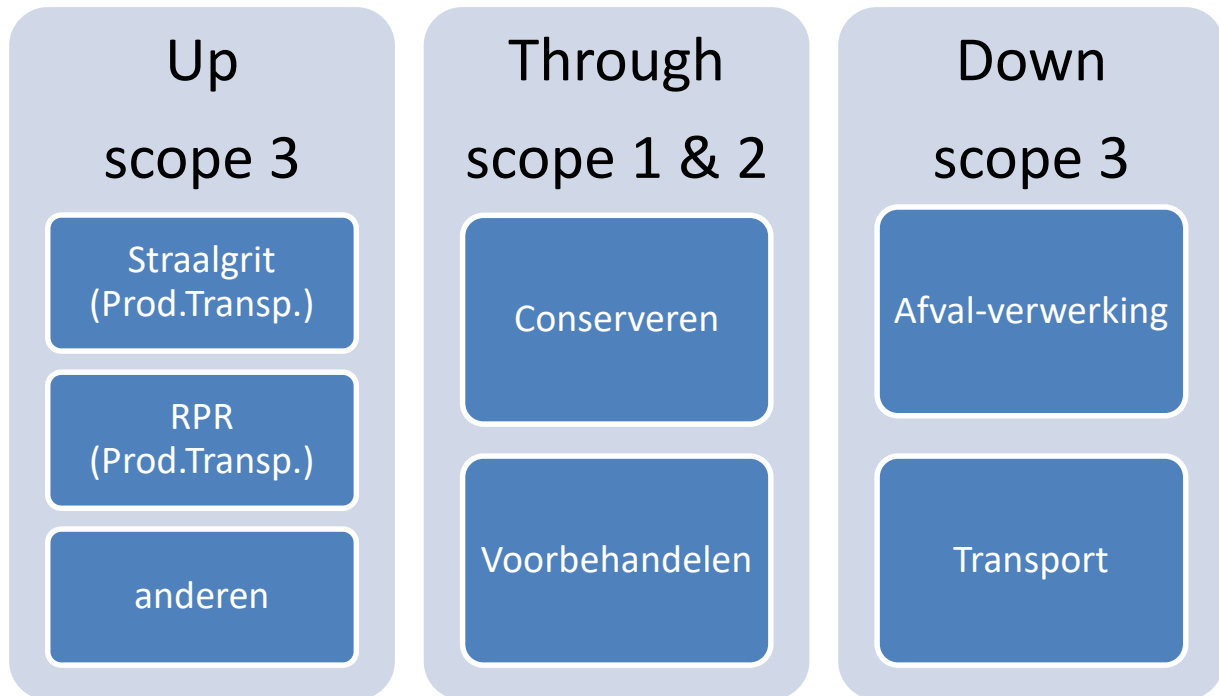 Up
scope 3
Straalgrit
(Prod.Transp.)
RPR
(Prod.Transp.)
anderen
Through
scope 1 & 2
Conserveren
Voorbehandelen
Down
scope 3
Afval-verwerking
Transport